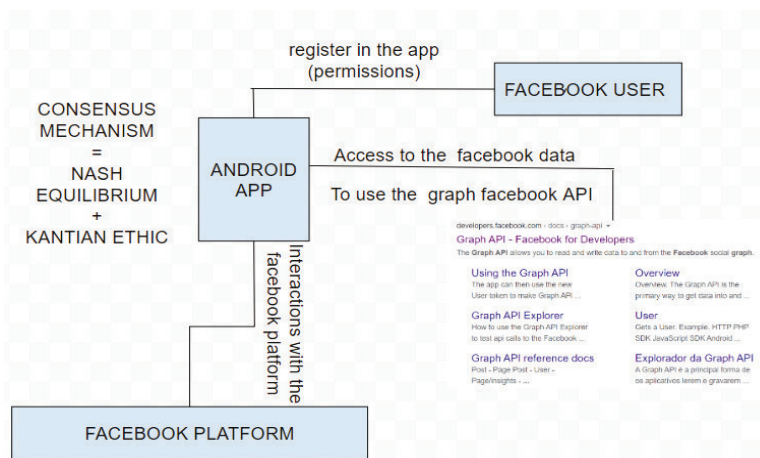 register in the app
(permissions)
FACEBOOK USER
CONSENSUS
MECHANISM
=
NASH
EQUILIBRIUM
+
KANTIAN ETHIC
ANDROID
APP
Access to the facebook data
To use the graph facebook API
developers.facebook.com › docs › graph-api
Graph API - Facebook for Developers
The Graph API allows you to read and write data to and from the Facebook social graph.
Using the Graph API
The app can then use the new
User token to make Graph API ...
Overview
Overview. The Graph API is the
primary way to get data into and ...
Graph API Explorer
How to use the Graph API Explorer
to test api calls to the Facebook ...
User
Gets a User. Example. HTTP PHP
SDK JavaScript SDK Android ...
Graph API reference docs
Post - Page Post - User -
Page/insights - ...
Explorador da Graph API
A Graph API é a principal forma de
os aplicativos lerem e gravarem ...
Interactions with the
facebook platform
FACEBOOK PLATFORM